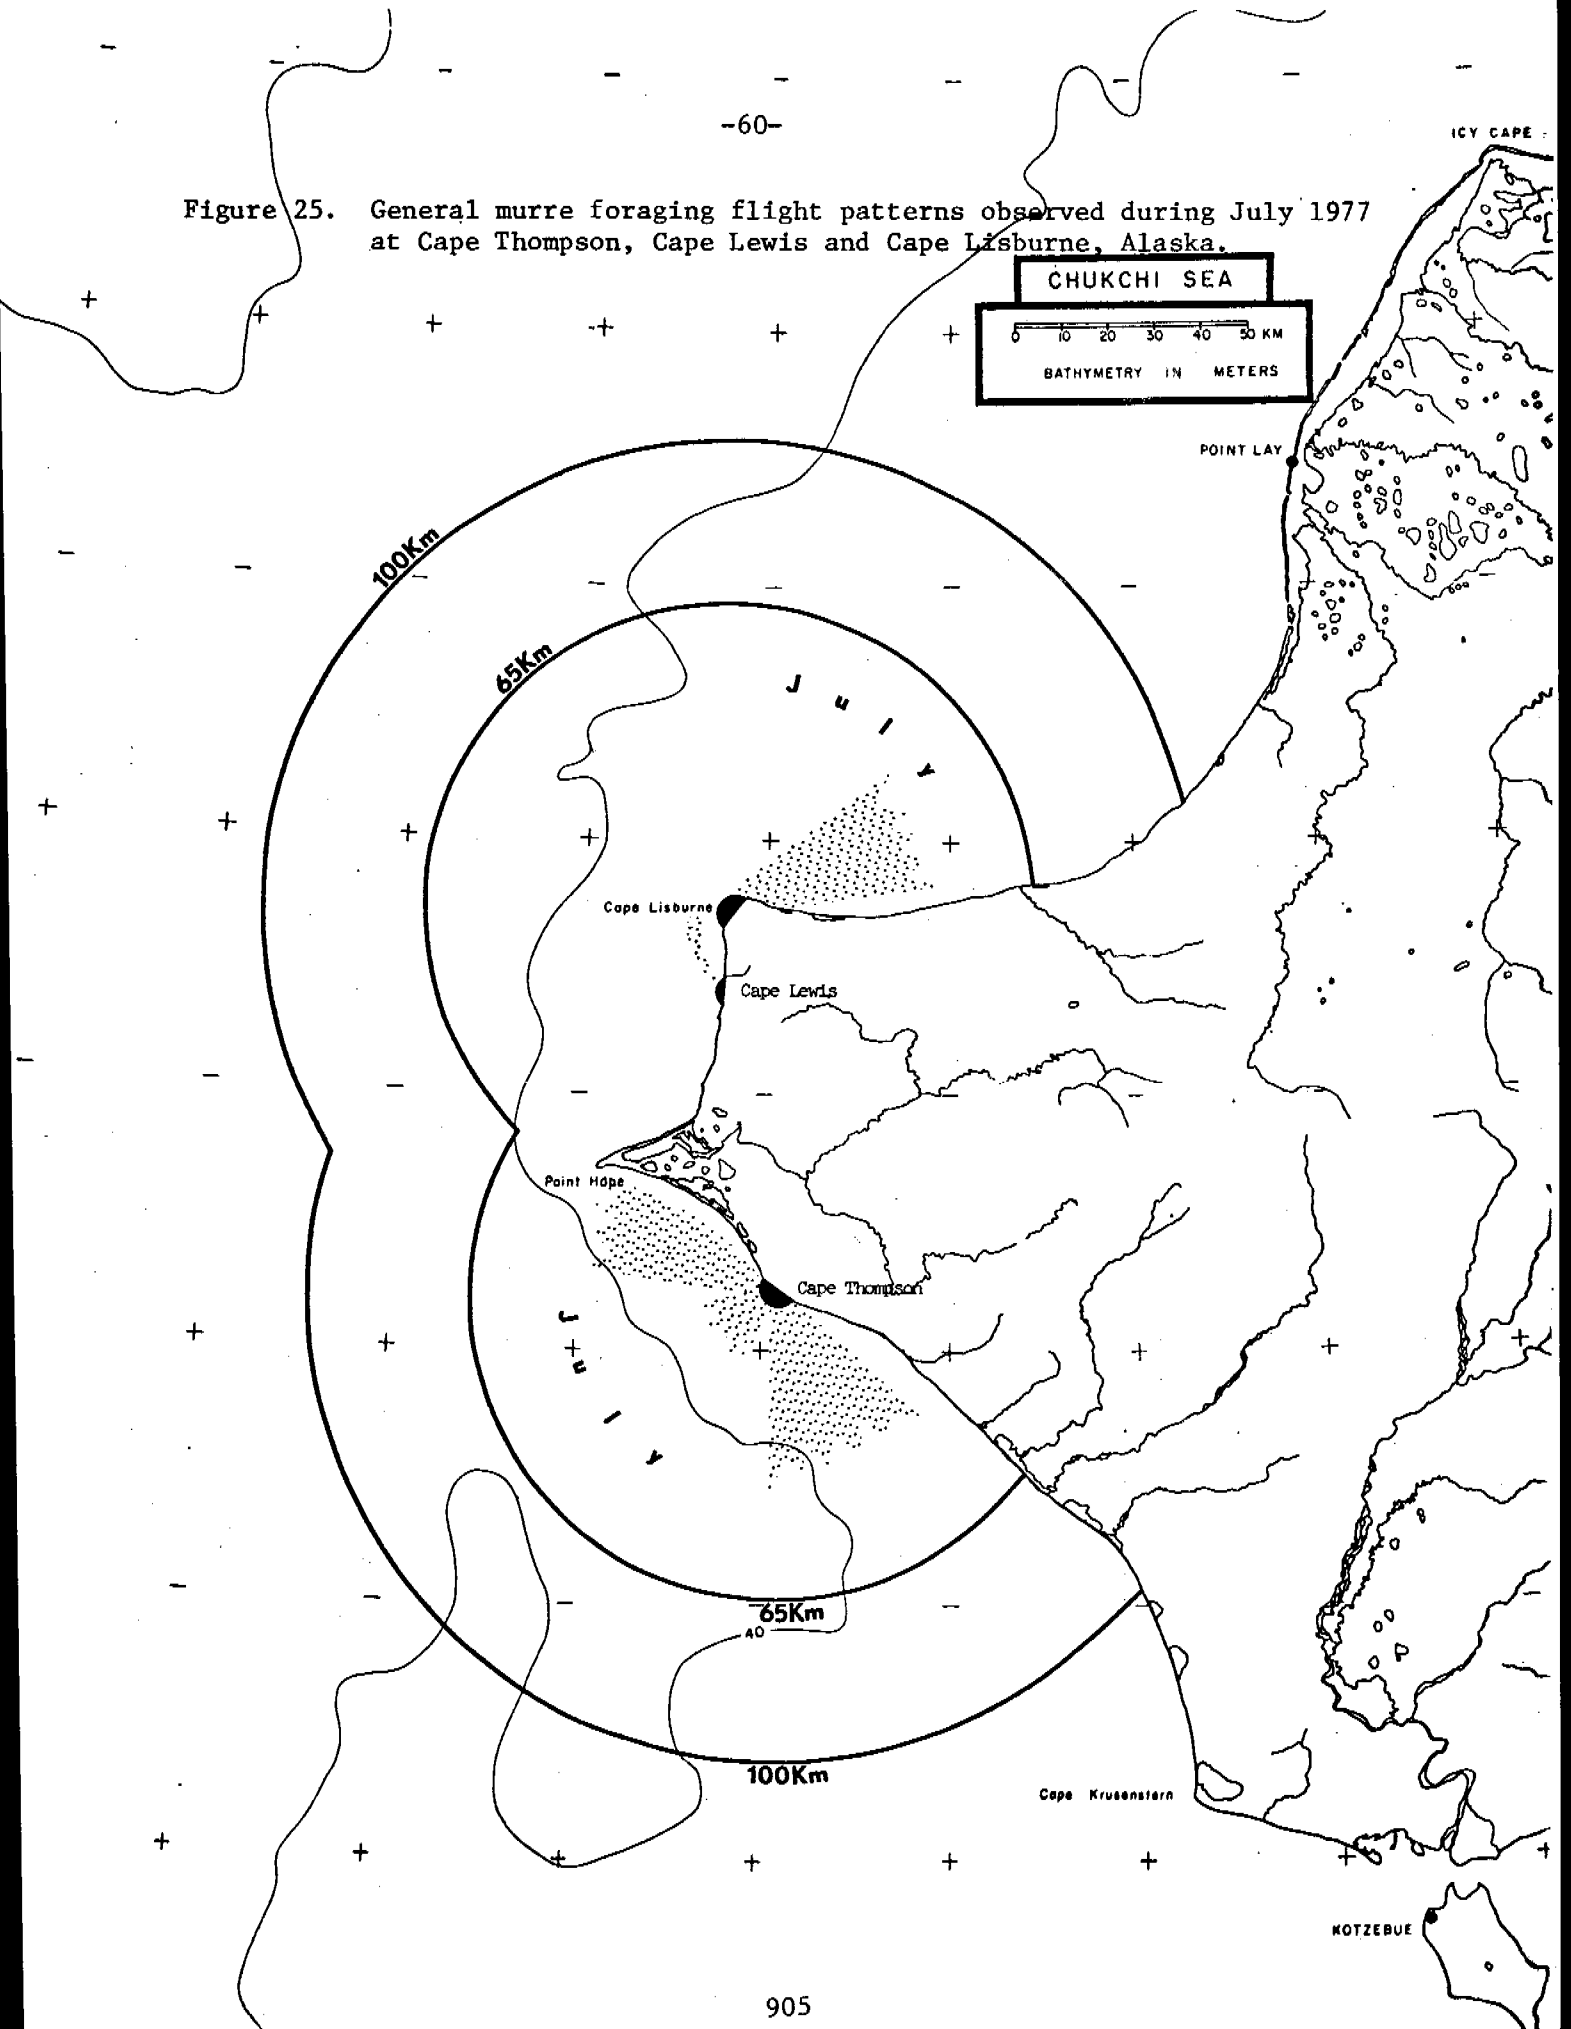 -60-
ICY CAPE
Figure 25. General murre foraging flight patterns observed during July 1977
at Cape Thompson, Cape Lewis and Cape Lisburne, Alaska.
CHUKCHI SEA
0 10 20 30 40 50 KM
BATHYMETRY IN METERS
POINT LAY
100Km
65Km
July
Cape Lisburne
Cape Lewis
Point Hope
Cape Thompson
July
65Km
40
100Km
Cape Krusenstern
KOTZEBUE
905